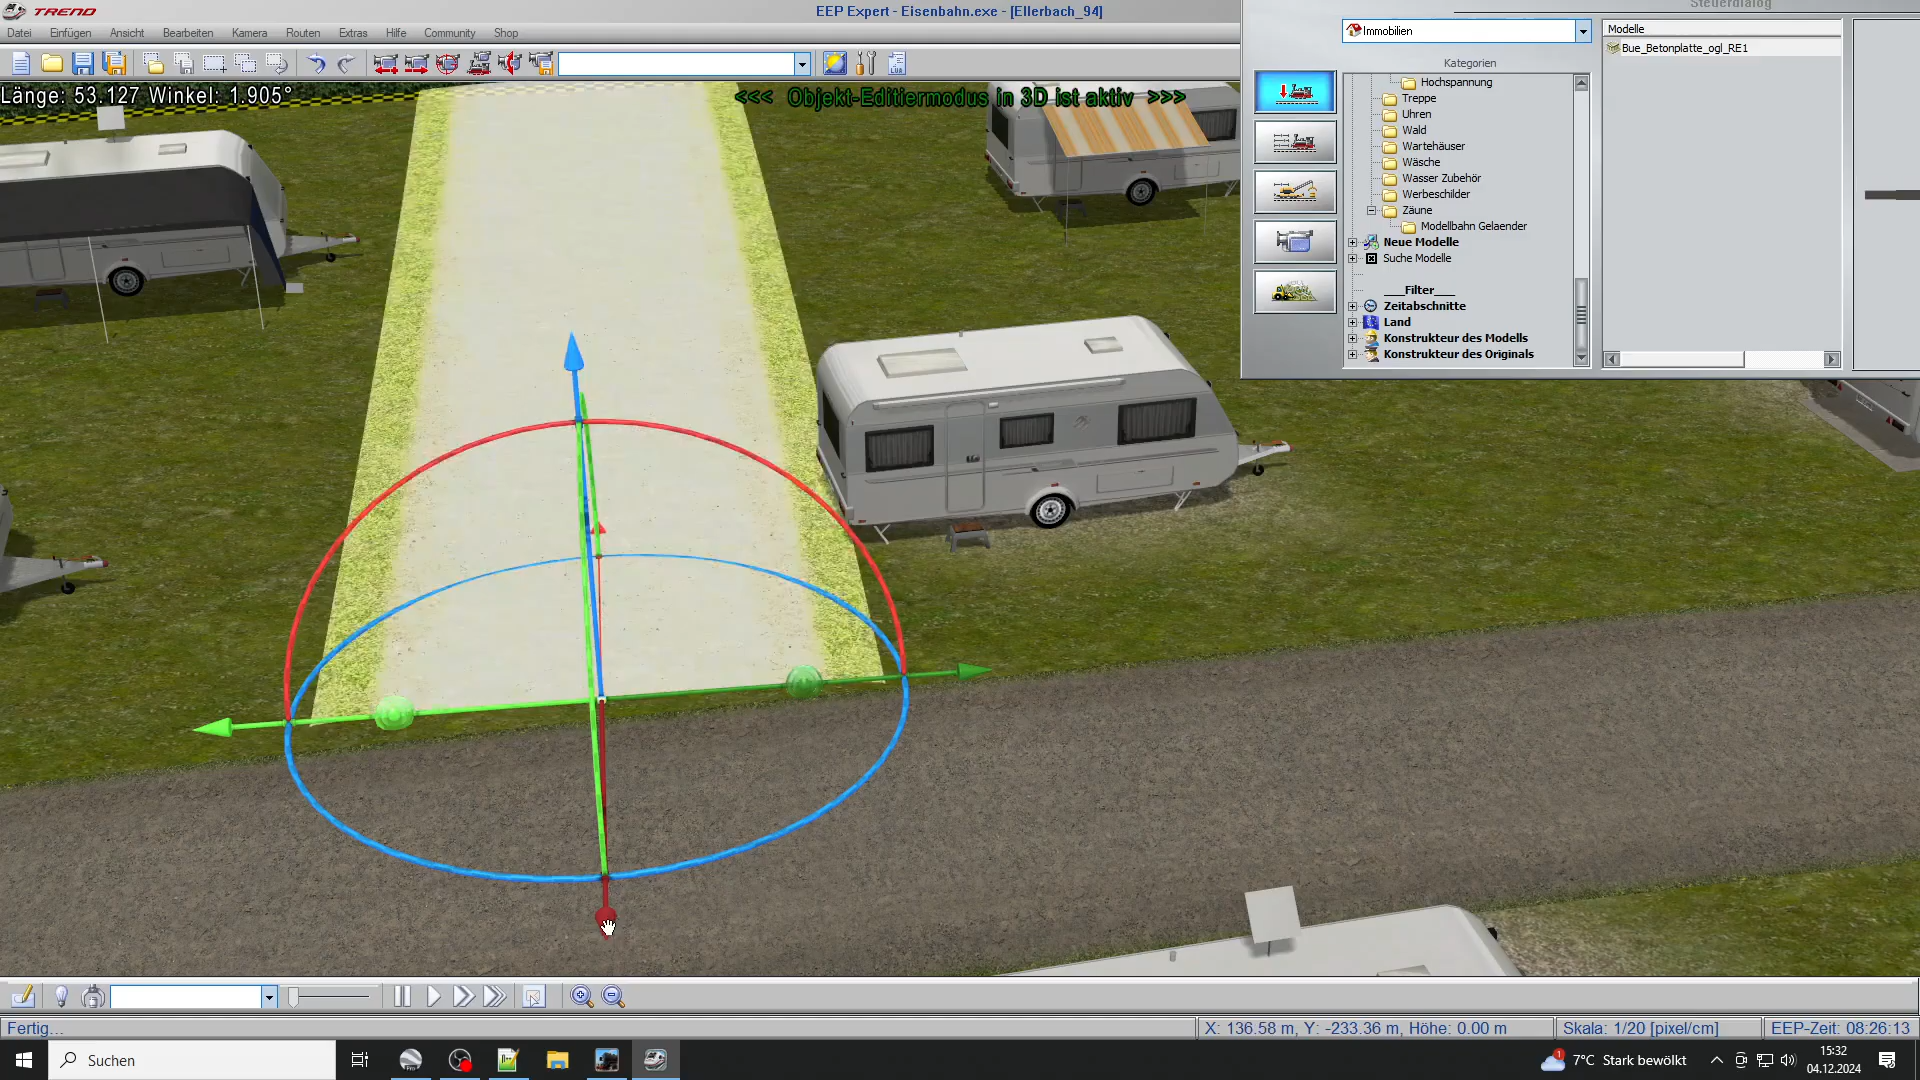 TREND
EEP Expert - Eisenbahn.exe - [Ellerbach_94]
Steuerdialog
Datei Einfügen Ansicht Bearbeiten Kamera Routen Extras Hilfe Community Shop
Immobilien
Modelle
Bue_Betonplatte_ogl_RE1
Kategorien
Hochspannung
Treppe
Uhren
Wald
Wartehäuser
Wäsche
Wasser Zubehör
Werbeschilder
Zäune
Modellbahn Gelaender
Neue Modelle
Suche Modelle
___Filter___
Zeitabschnitte
Land
Konstrukteur des Modells
Konstrukteur des Originals
Länge: 53.127 Winkel: 1.905°
<<< Objekt-Editiermodus in 3D ist aktiv >>>
Fertig...
X: 136.58 m, Y: -233.36 m, Höhe: 0.00 m
Skala: 1/20 [pixel/cm]
EEP-Zeit: 08:26:13
Suchen
1
7°C Stark bewölkt
15:32
04.12.2024